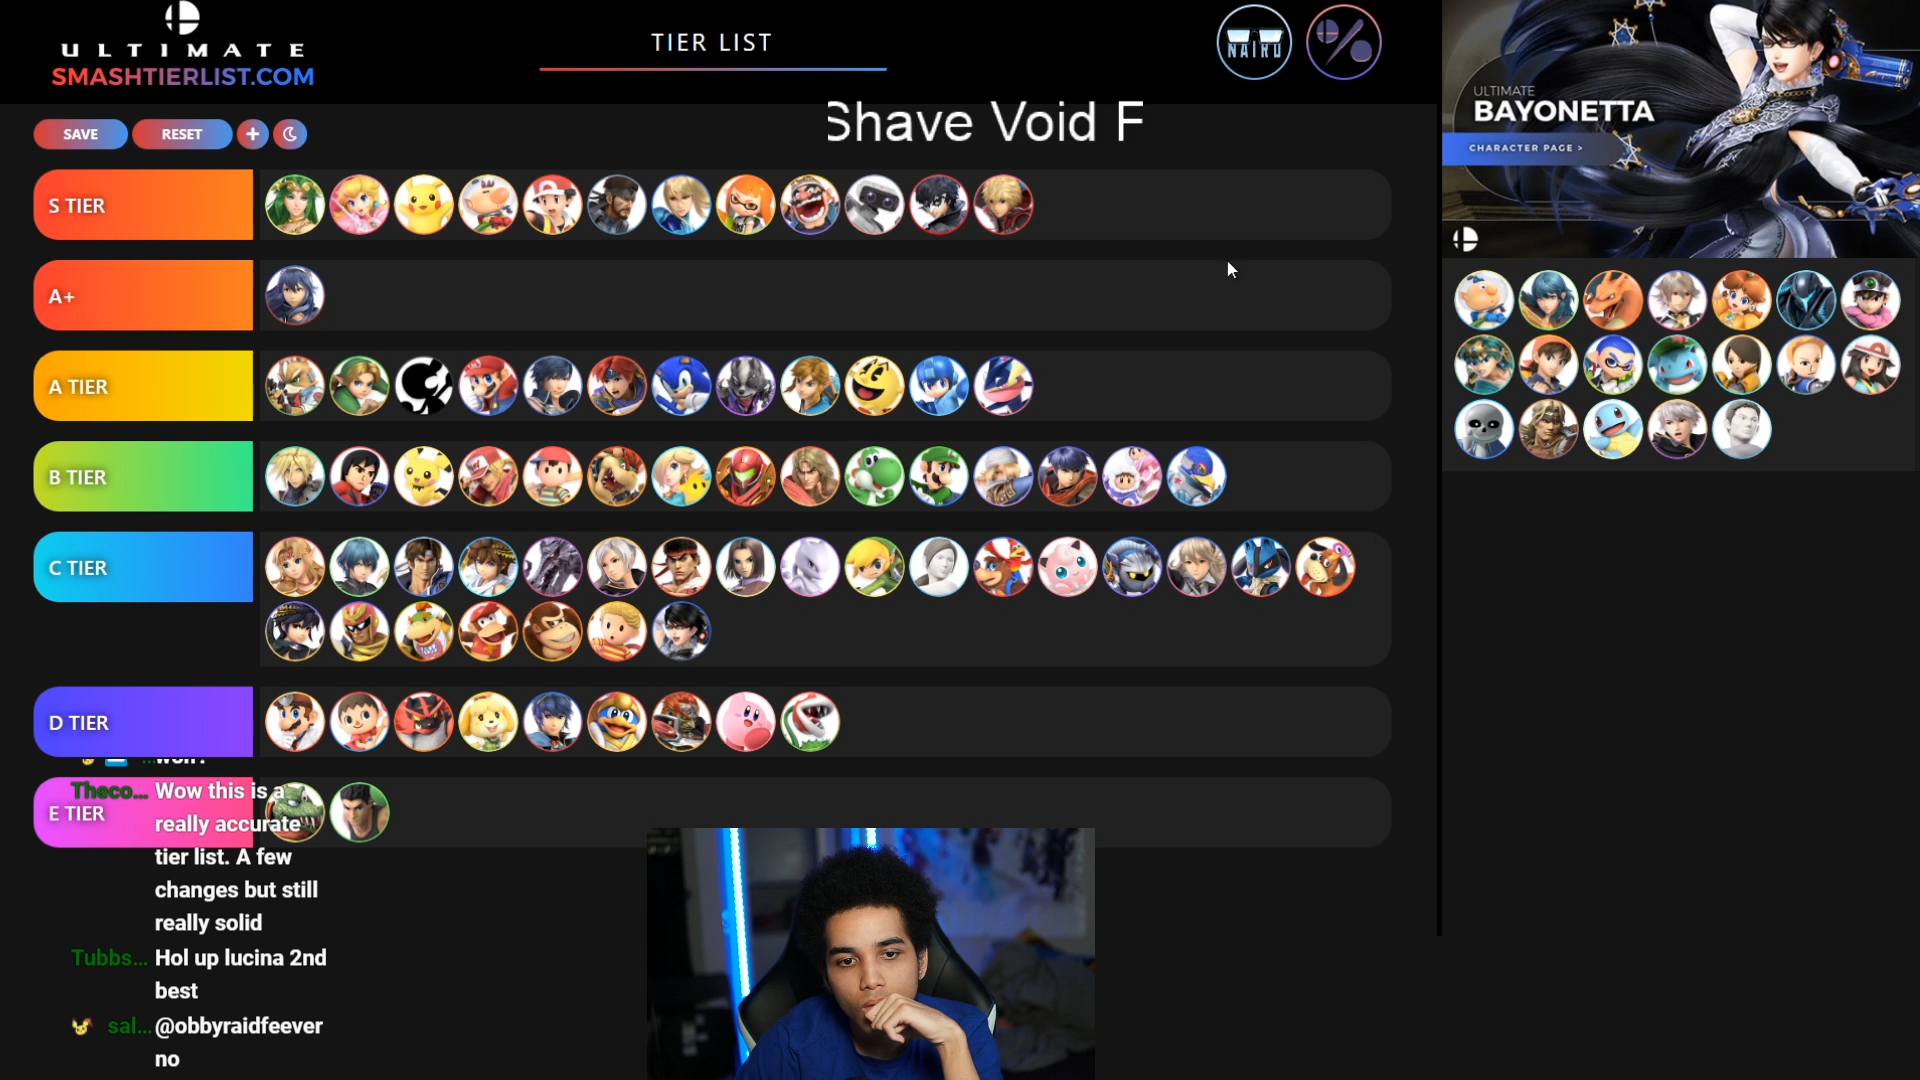 ULTIMATE
SMASHTIERLIST.COM
TIER LIST
NAIRO
Shave Void F
SAVE
RESET
+
S TIER
A+
A TIER
B TIER
C TIER
D TIER
E TIER
ULTIMATE
BAYONETTA
CHARACTER PAGE >
Theco... Wow this is a
really accurate
tier list. A few
changes but still
really solid
Tubbs... Hol up lucina 2nd
best
sal... @obbyraidfeever
no